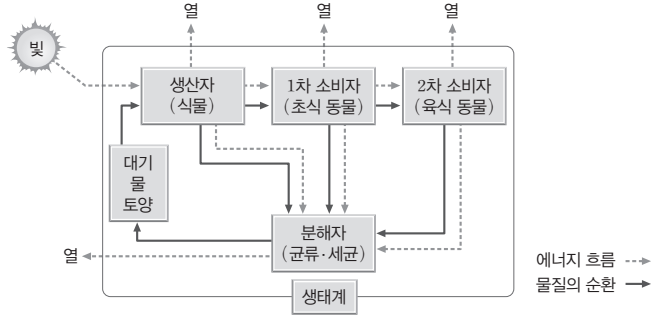 열
열
열
빛
생산자
(식물)
1차 소비자
(초식 동물)
2차 소비자
(육식 동물)
대기
물
토양
분해자
(균류·세균)
열
에너지 흐름
물질의 순환
생태계